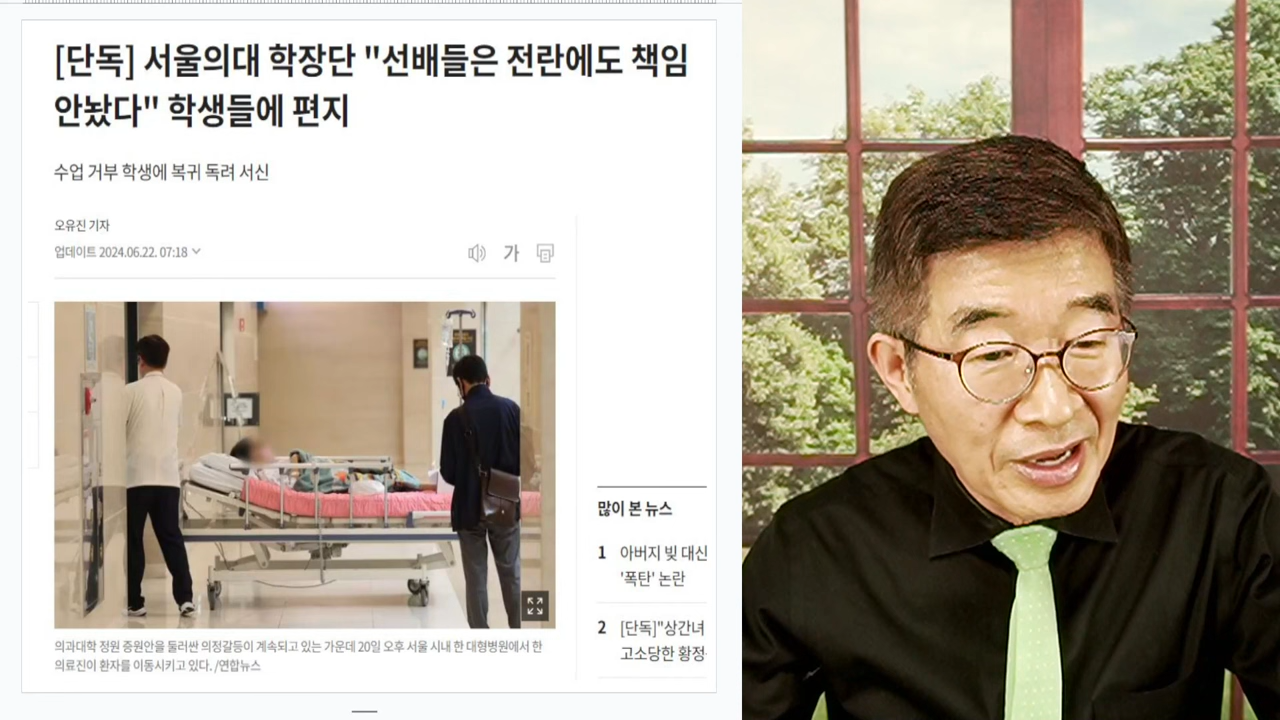 [단독] 서울의대 학장단 "선배들은 전란에도 책임
안놨다" 학생들에 편지
수업 거부 학생에 복귀 독려 서신
오유진 기자
업데이트 2024.06.22. 07:18
가
의과대학 정원 증원안을 둘러싼 의정갈등이 계속되고 있는 가운데 20일 오후 서울 시내 한 대형병원에서 한
의료진이 환자를 이동시키고 있다. /연합뉴스
많이 본 뉴스
1 아버지 빚 대신
'폭탄' 논란
2 [단독]"상간녀
고소당한 황정